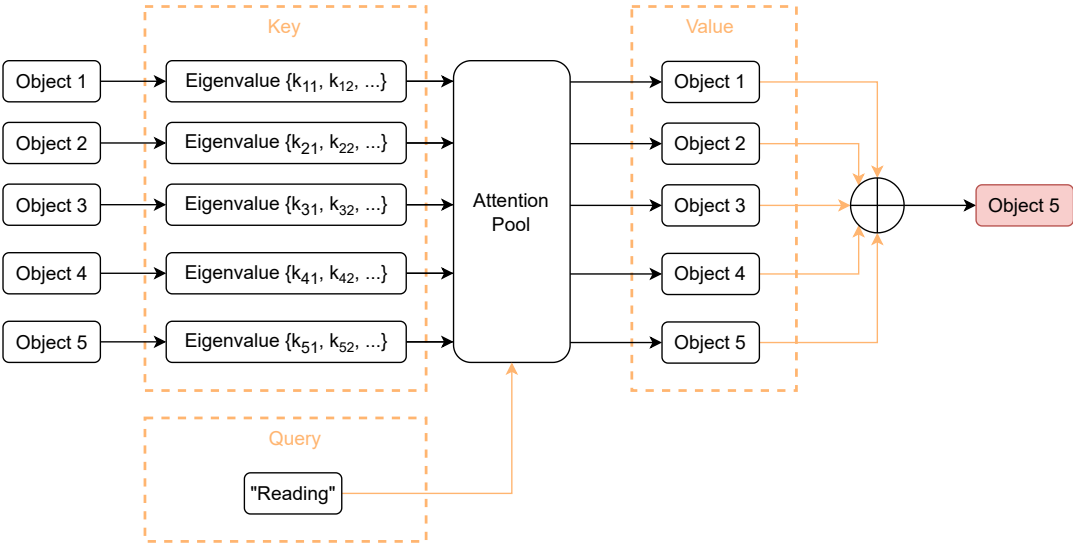 Key
Value
Object 1
Eigenvalue {k₁₁, k₁₂, ...}
Object 1
Object 2
Eigenvalue {k₂₁, k₂₂, ...}
Object 2
Object 3
Eigenvalue {k₃₁, k₃₂, ...}
Attention
Pool
Object 3
Object 5
Object 4
Eigenvalue {k₄₁, k₄₂, ...}
Object 4
Object 5
Eigenvalue {k₅₁, k₅₂, ...}
Object 5
Query
"Reading"